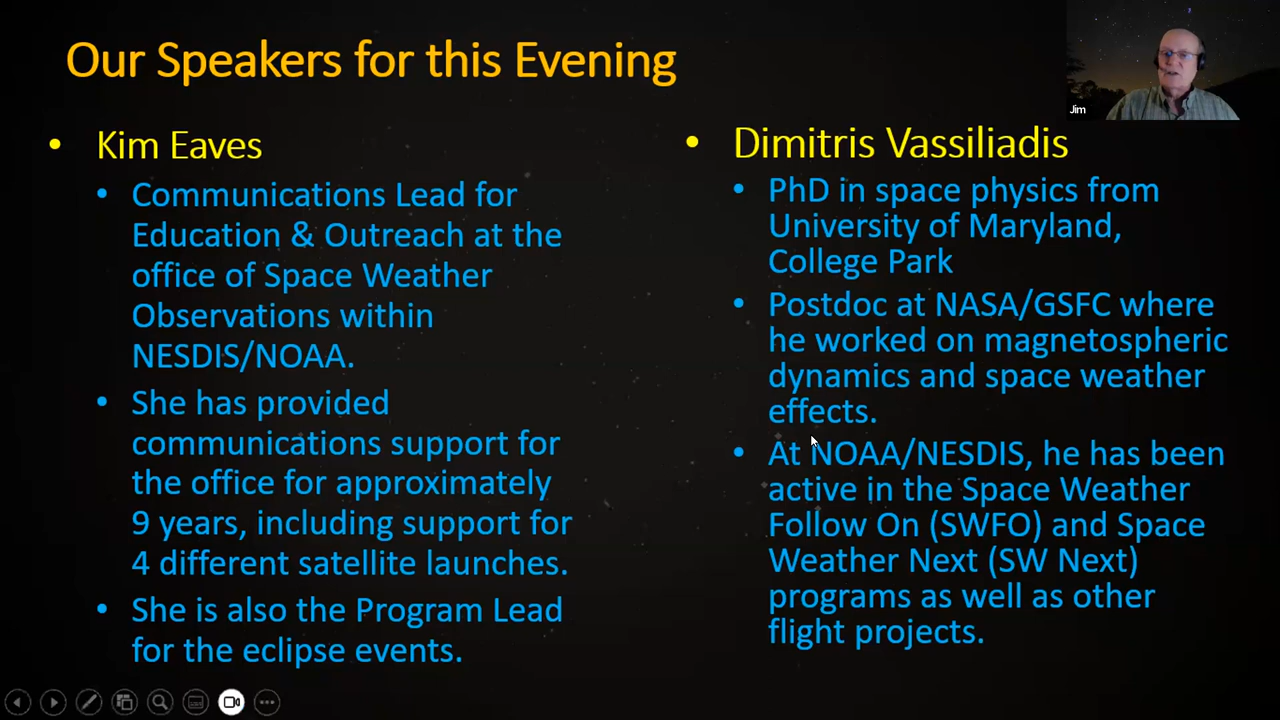 Our Speakers for this Evening
Jim
• Kim Eaves
• Communications Lead for
Education & Outreach at the
office of Space Weather
Observations within
NESDIS/NOAA.
• She has provided
communications support for
the office for approximately
9 years, including support for
4 different satellite launches.
• She is also the Program Lead
for the eclipse events.
• Dimitris Vassiliadis
• PhD in space physics from
University of Maryland,
College Park
• Postdoc at NASA/GSFC where
he worked on magnetospheric
dynamics and space weather
effects.
• At NOAA/NESDIS, he has been
active in the Space Weather
Follow On (SWFO) and Space
Weather Next (SW Next)
programs as well as other
flight projects.